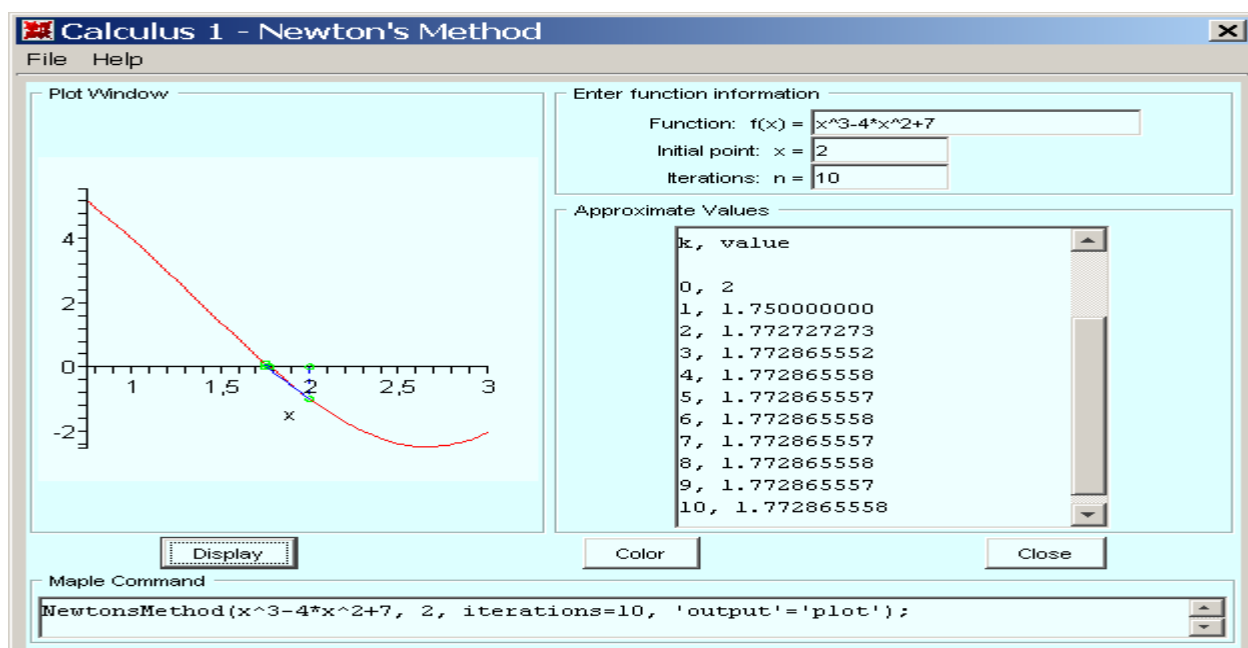 Calculus 1 - Newton's Method
File Help
Plot Window
4
2
0
-2
1 1,5 2 2,5 3
x
Enter function information
Function: f(x) = x^3-4*x^2+7
Initial point: x = 2
Iterations: n = 10
Approximate Values
k, value
0, 2
1, 1.750000000
2, 1.772727273
3, 1.772865552
4, 1.772865558
5, 1.772865557
6, 1.772865558
7, 1.772865557
8, 1.772865558
9, 1.772865557
10, 1.772865558
Display Color Close
Maple Command
NewtonsMethod(x^3-4*x^2+7, 2, iterations=10, 'output'='plot');